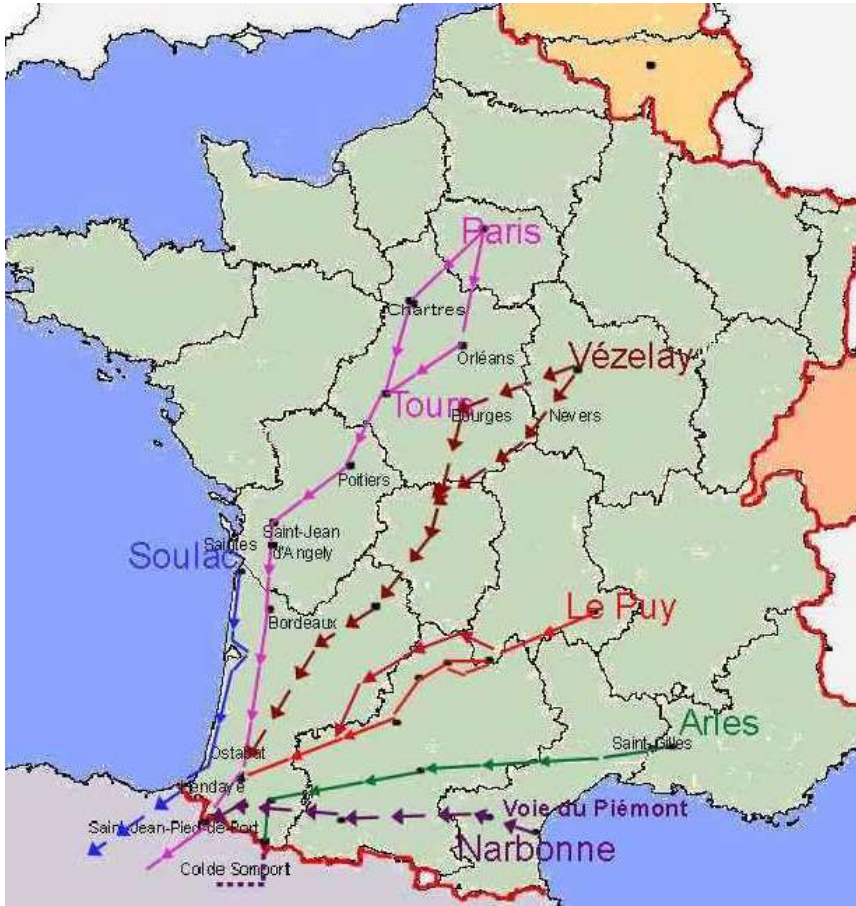 Paris
Chartres
Orléans
Vézelay
Tours
Bourges
Nevers
Poitiers
Saint-Jean
d'Angely
Saintes
Soulac
Bordeaux
Le Puy
Arles
Saint-Gilles
Ostabat
Hendaye
Voie du Piémont
Saint-Jean-Pied-de-Port
Narbonne
Col de Somport